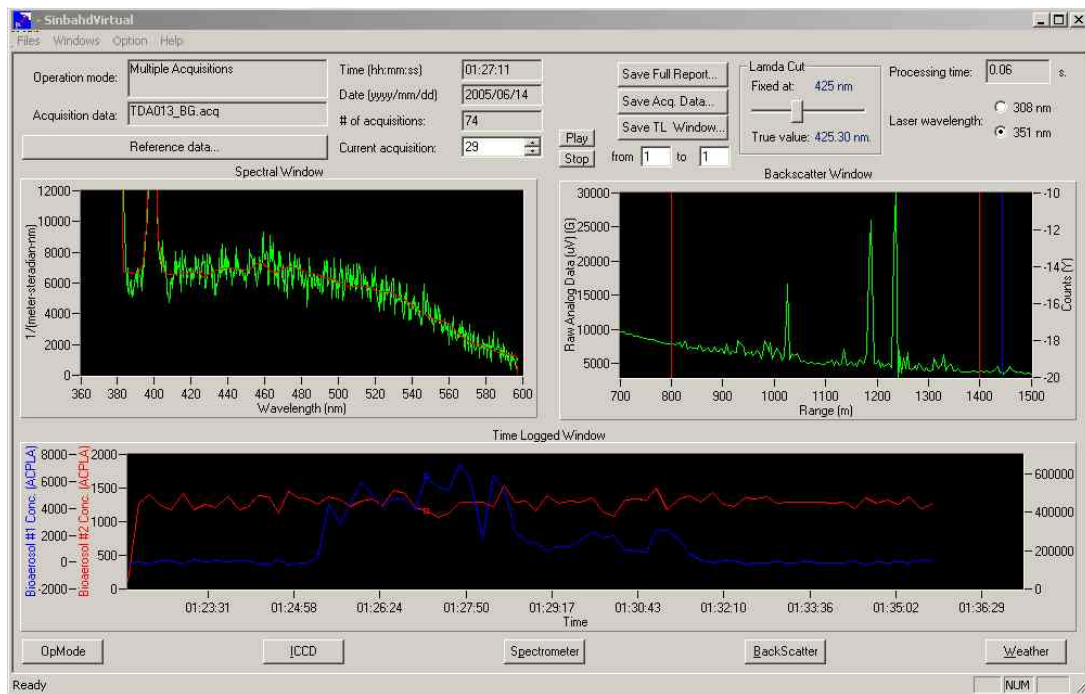 - SinbahdVirtual
Files Windows Option Help
Operation mode: Multiple Acquisitions
Acquisition data: TDA013_BG.acq
Reference data...
Time (hh:mm:ss) 01:27:11
Date (yyyy/mm/dd) 2005/06/14
# of acquisitions: 74
Current acquisition: 29
Play
Stop
Save Full Report...
Save Acq. Data...
Save TL Window...
from 1 to 1
Lamda Cut
Fixed at: 425 nm
True value: 425.30 nm.
Processing time: 0.06 s.
Laser wavelength: 308 nm
351 nm
Spectral Window
12000
10000
8000
6000
4000
2000
0
1/(meter-steradian-nm)
360 380 400 420 440 460 480 500 520 540 560 580 600
Wavelength (nm)
Backscatter Window
30000
25000
20000
15000
10000
5000
Raw Analog Data (uV) (G)
-10
-12
-14
-16
-18
-20
Counts (Y)
700 800 900 1000 1100 1200 1300 1400 1500
Range (m)
Time Logged Window
Bioaerosol #1 Conc. (ACPLA)
8000
6000
4000
2000
0
-2000
Bioaerosol #2 Conc. (ACPLA)
2000
1500
1000
500
0
600000
400000
200000
0
01:23:31 01:24:58 01:26:24 01:27:50 01:29:17 01:30:43 01:32:10 01:33:36 01:35:02 01:36:29
Time
OpMode ICCD Spectrometer BackScatter Weather
Ready NUM